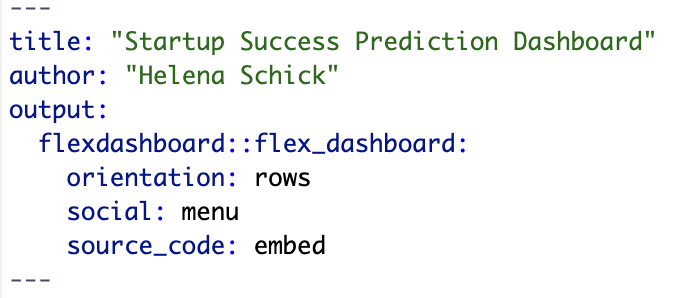 ---
title: "Startup Success Prediction Dashboard"
author: "Helena Schick"
output:
  flexdashboard::flex_dashboard:
    orientation: rows
    social: menu
    source_code: embed
---